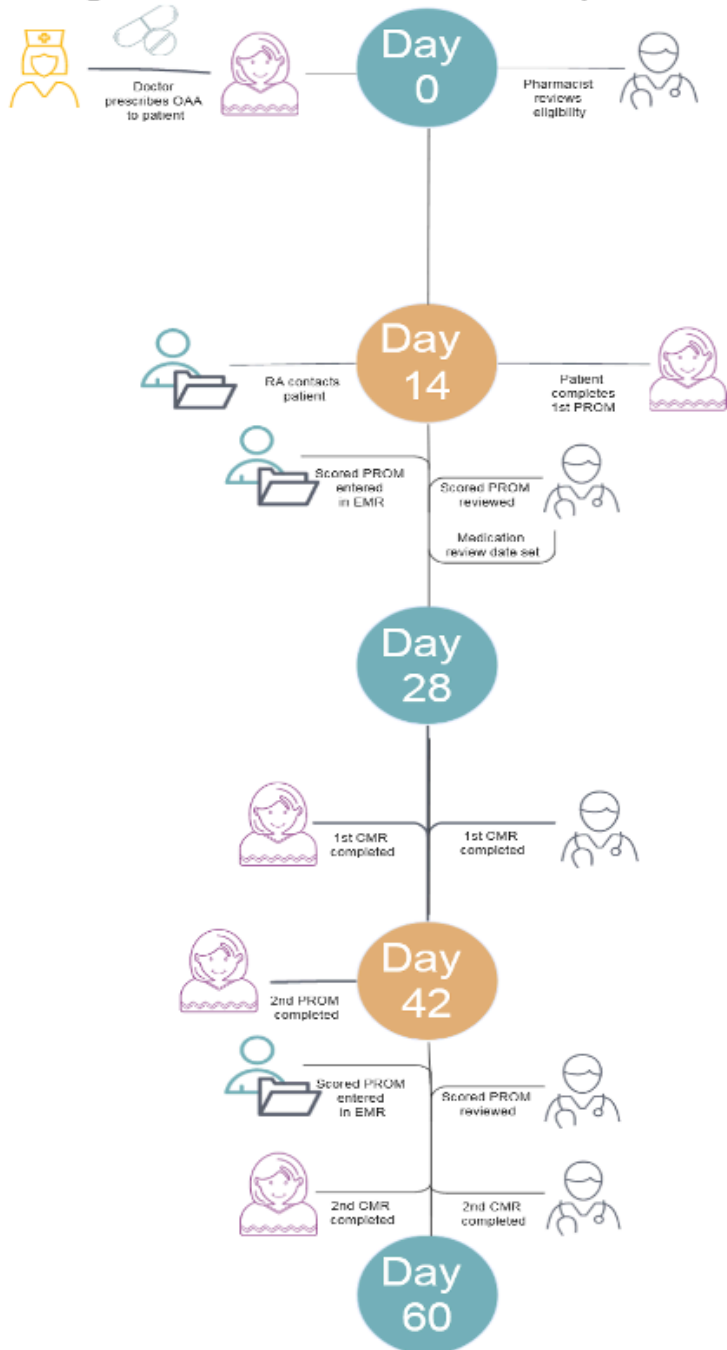 Day
0
Doctor
prescribes OAA
to patient
Pharmacist
reviews
eligibility
Day
14
RA contacts
patient
Patient
completes
1st PROM
Scored PROM
entered
in EMR
Scored PROM
reviewed
Medication
review date set
Day
28
1st CMR
completed
1st CMR
completed
Day
42
2nd PROM
completed
Scored PROM
entered
in EMR
Scored PROM
reviewed
2nd CMR
completed
2nd CMR
completed
Day
60